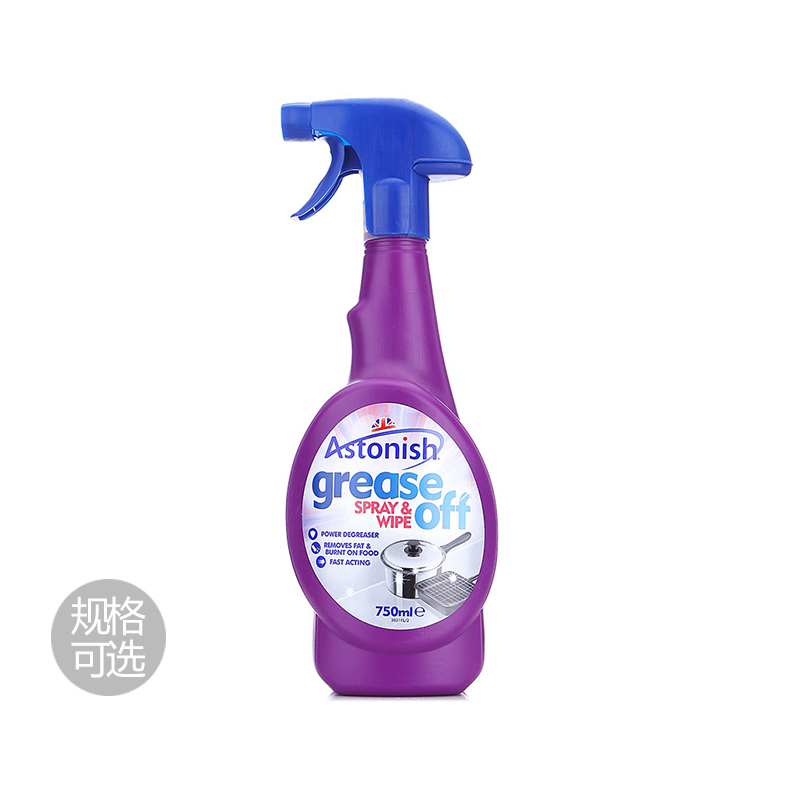 Astonish
grease
SPRAY & WIPE
off
POWER DEGREASER
REMOVES FAT &
BURNT ON FOOD
FAST ACTING
750ml e
规格
可选